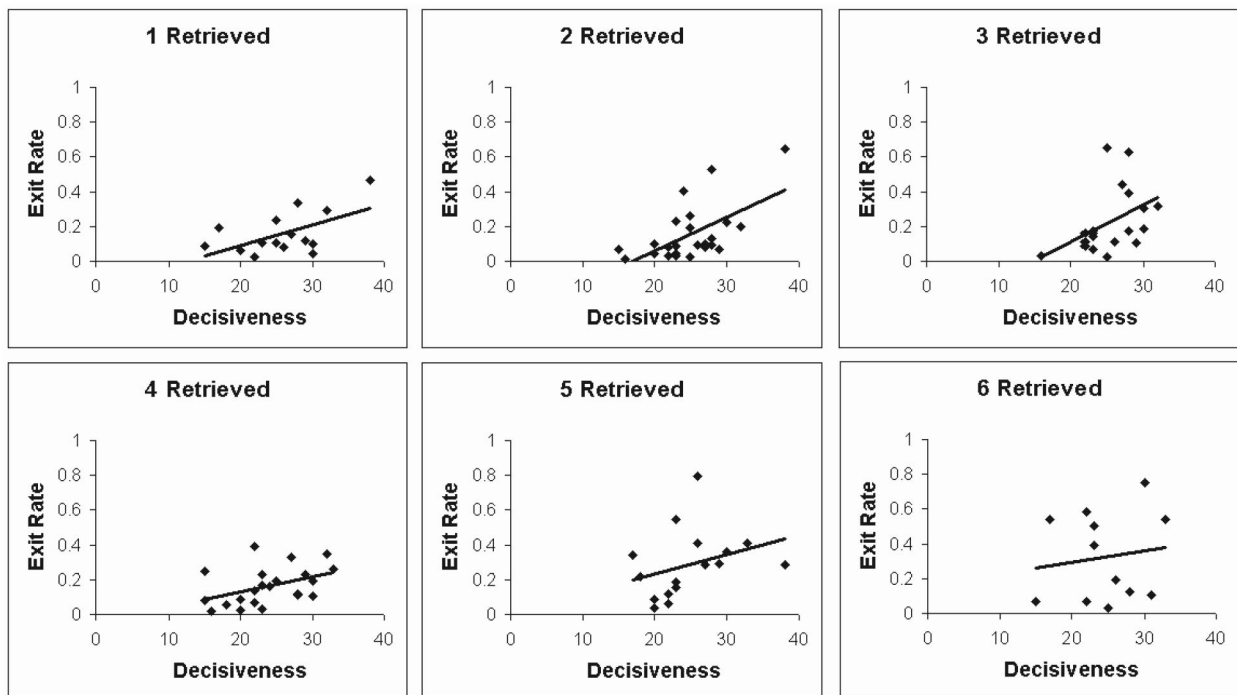 1 Retrieved
Exit Rate
1
0.8
0.6
0.4
0.2
0
0 10 20 30 40
Decisiveness
2 Retrieved
Exit Rate
1
0.8
0.6
0.4
0.2
0
0 10 20 30 40
Decisiveness
3 Retrieved
Exit Rate
1
0.8
0.6
0.4
0.2
0
0 10 20 30 40
Decisiveness
4 Retrieved
Exit Rate
1
0.8
0.6
0.4
0.2
0
0 10 20 30 40
Decisiveness
5 Retrieved
Exit Rate
1
0.8
0.6
0.4
0.2
0
0 10 20 30 40
Decisiveness
6 Retrieved
Exit Rate
1
0.8
0.6
0.4
0.2
0
0 10 20 30 40
Decisiveness